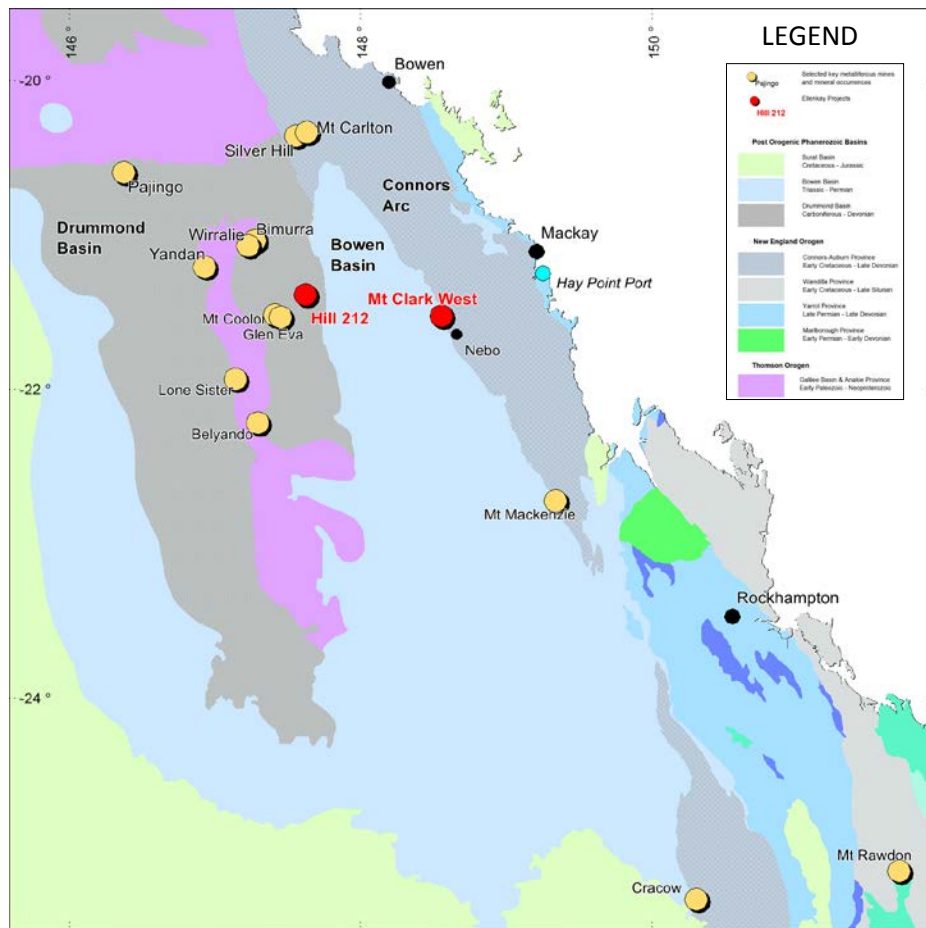 146 °
148 °
150 °
-20 °
-22 °
-24 °
Bowen
Mt Carlton
Silver Hill
Pajingo
Connors
Arc
Drummond
Basin
Wirralie
Bimurra
Yandan
Bowen
Basin
Mackay
Hay Point Port
Mt Clark West
Hill 212
Mt Coolon
Glen Eva
Nebo
Lone Sister
Belyando
Mt Mackenzie
Rockhampton
Mt Rawdon
Cracow
LEGEND
Pajingo
Selected key metalliferous mines
and mineral occurrences
Hill 212
Ellenkay Projects
Post Orogenic Phanerozoic Basins
Surat Basin
Cretaceous - Jurassic
Bowen Basin
Triassic - Permian
Drummond Basin
Carboniferous - Devonian
New England Orogen
Connors-Auburn Province
Early Cretaceous - Late Devonian
Wandilla Province
Early Cretaceous - Late Silurian
Yarrol Province
Late Permian - Late Devonian
Marlborough Province
Early Permian - Early Devonian
Thomson Orogen
Galilee Basin & Anakie Province
Early Paleozoic - Neoproterozoic